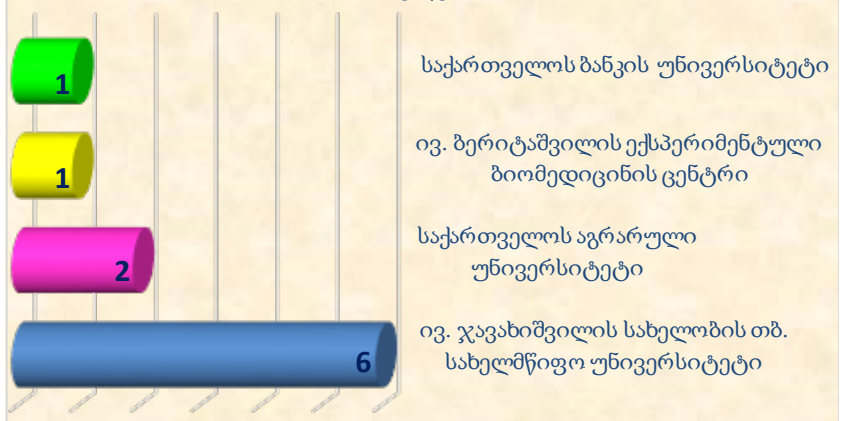 1 საქართველოს ბანკის უნივერსიტეტი
1 ივ. ბერიტაშვილის ექსპერიმენტული
ბიომედიცინის ცენტრი
2 საქართველოს აგრარული
უნივერსიტეტი
6 ივ. ჯავახიშვილის სახელობის თბ.
სახელმწიფო უნივერსიტეტი